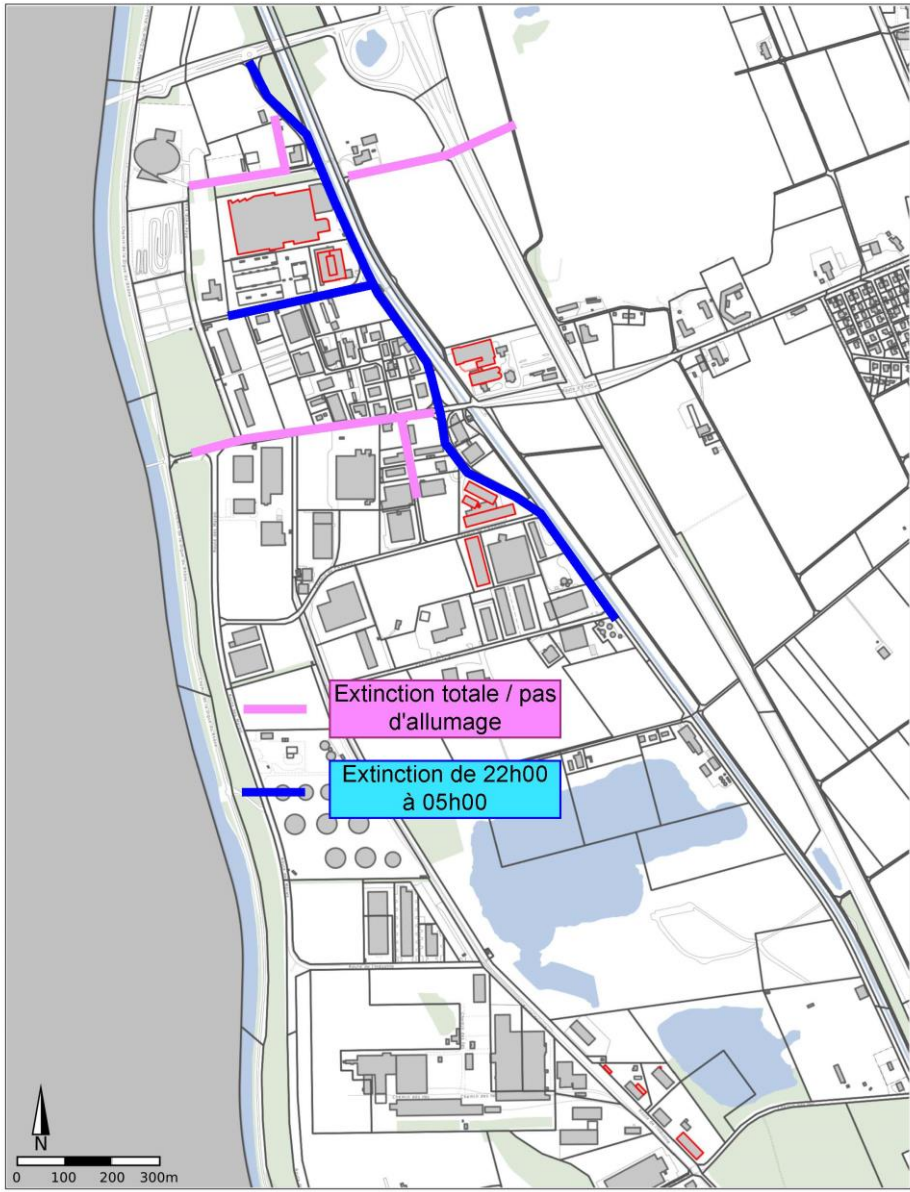 Extinction totale / pas
d'allumage
Extinction de 22h00
à 05h00
N
0 100 200 300m